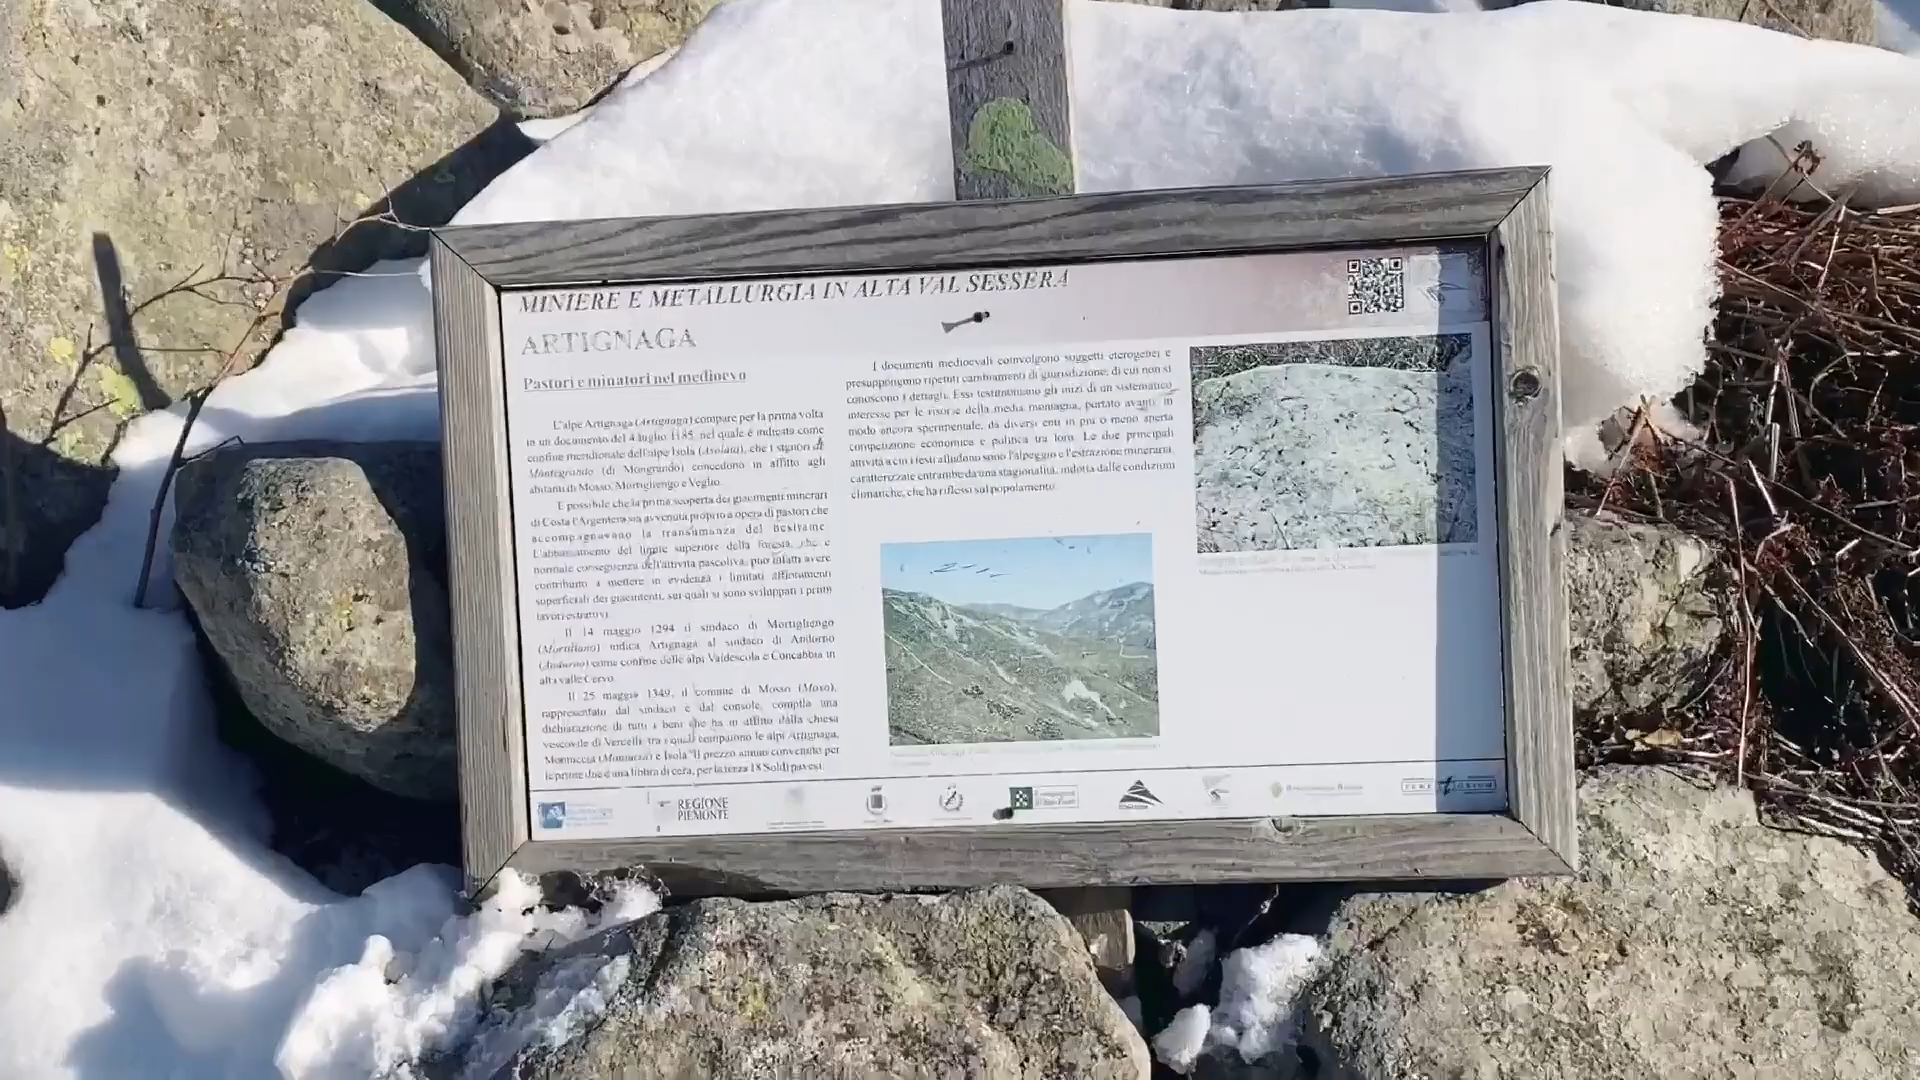 MINIERE E METALLURGIA IN ALTA VAL SESSERA
ARTIGNAGA
Pastori e minatori nel medioevo
L'alpe Artignaga (Artignaga) compare per la prima volta
in un documento del 4 luglio 1185, nel quale è indicata come
confine meridionale dell'alpe Isola (Asolata), che i signori di
Montegrando (di Mongrando) concedono in affitto agli
abitanti di Mosso, Mortigliengo e Veglio.
È possibile che la prima scoperta dei giacimenti minerari
di Costa l'Argentera sia avvenuta proprio a opera di pastori che
accompagnavano la transumanza del bestiame.
L'abbassamento del limite superiore della foresta, che è
normale conseguenza dell'attività pascoliva, può infatti avere
contribuito a mettere in evidenza i limitati affioramenti
superficiali dei giacimenti, sui quali si sono sviluppati i primi
lavori estrattivi.
Il 14 maggio 1294 il sindaco di Mortigliengo
(Mortiliano) indica Artignaga al sindaco di Andorno
(Andurno) come confine delle alpi Valdescola e Concabbia in
alta valle Cervo.
Il 25 maggio 1349, il comune di Mosso (Moxo),
rappresentato dal sindaco e dal console, compila una
dichiarazione di tutti i beni che ha in affitto dalla chiesa
vescovile di Vercelli tra i quali compaiono le alpi Artignaga,
Montuccia e Isola "Il prezzo annuo convenuto per
le prime due è una libbra di cera, per la terza 18 Soldi pavesi.
I documenti medioevali coinvolgono soggetti eterogenei e
presuppongono ripetuti cambiamenti di giurisdizione, di cui non si
conoscono i dettagli. Essi testimoniano gli inizi di un sistematico
interesse per le risorse della media montagna, portato avanti, in
modo ancora sperimentale, da diversi enti in più o meno aperta
competizione economica e politica tra loro. Le due principali
attività a cui i testi alludono sono l'alpeggio e l'estrazione mineraria,
caratterizzate entrambe da una stagionalità, indotta dalle condizioni
climatiche, che ha riflessi sul popolamento.
REGIONE
PIEMONTE